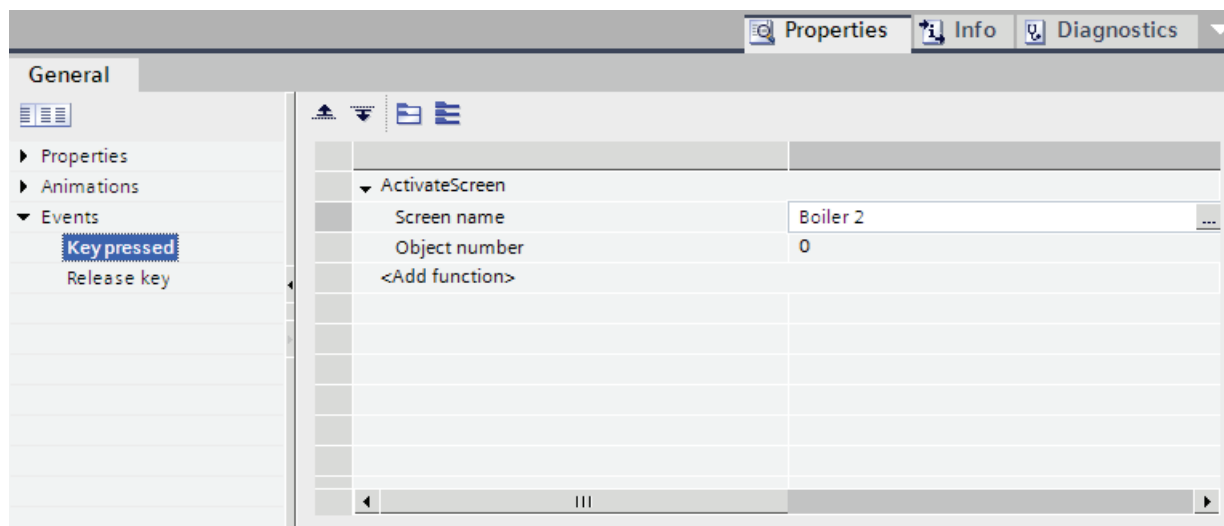 Properties Info Diagnostics
General
Properties
Animations
Events
Key pressed
Release key
ActivateScreen
Screen name Boiler 2 ...
Object number 0
<Add function>